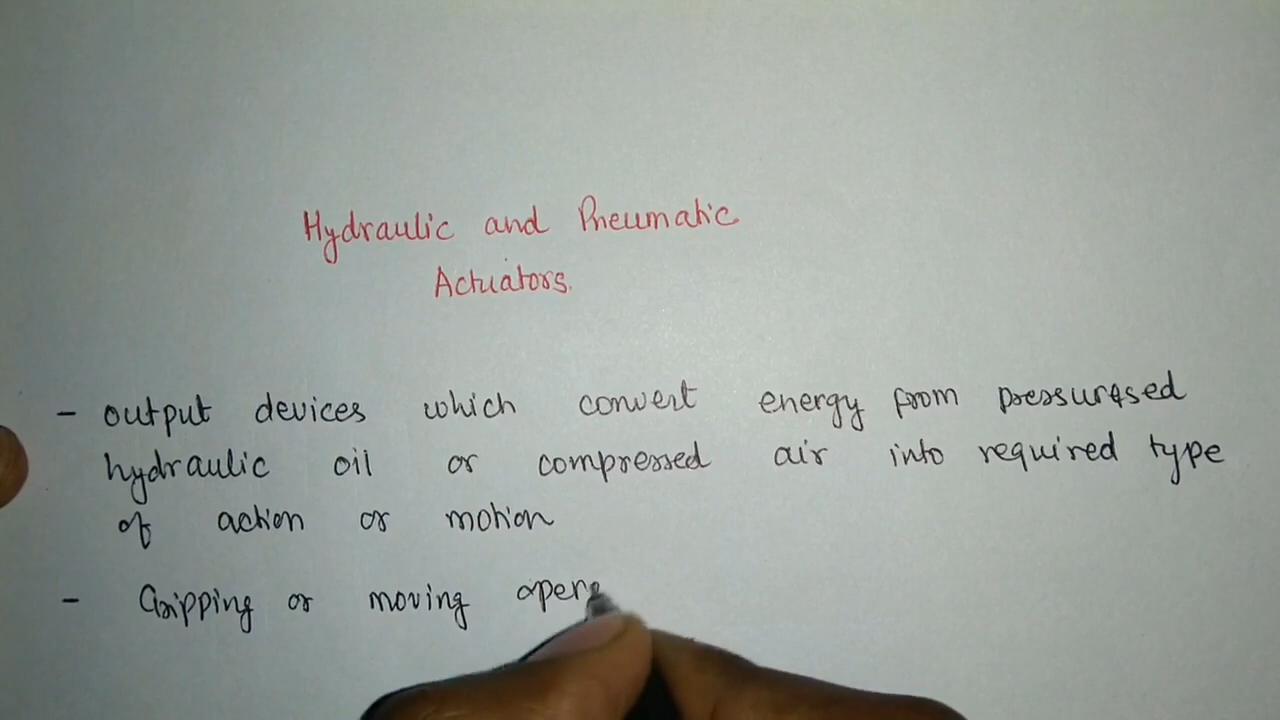 Hydraulic and Pneumatic
Actuators.
- output devices which convert energy from pressurised
hydraulic oil or compressed air into required type
of action or motion
- Gripping or moving oper